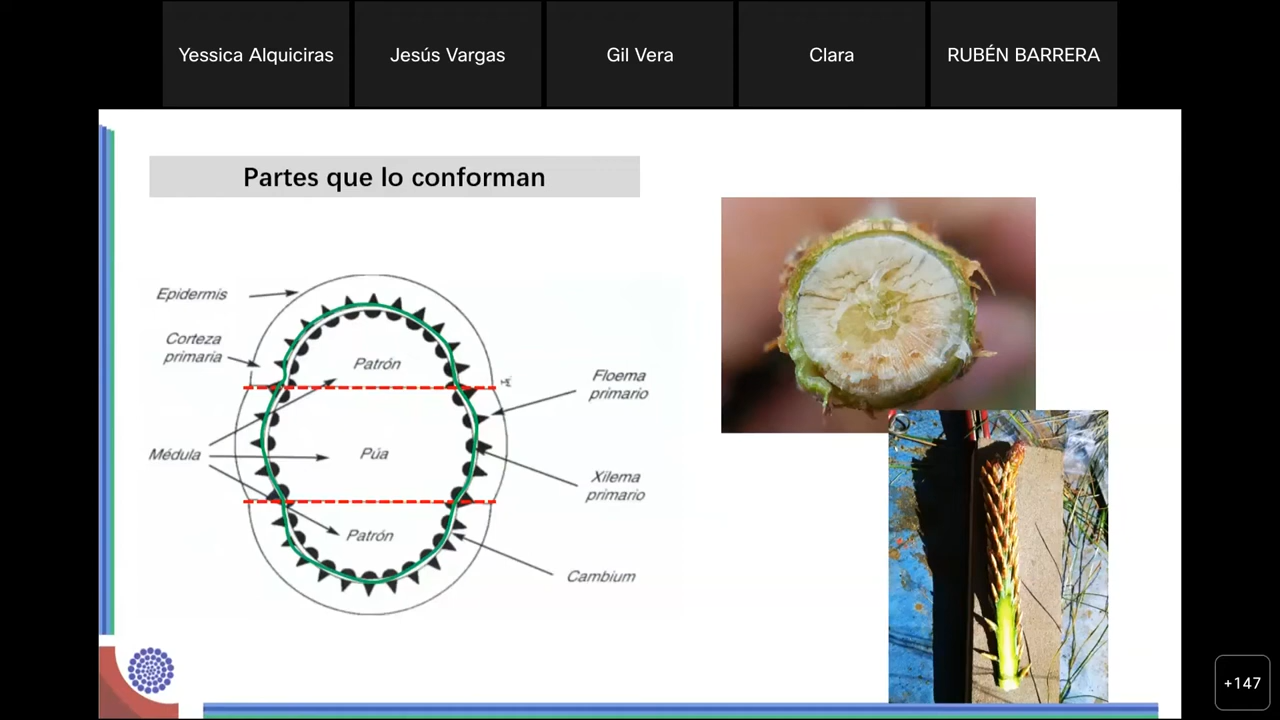 Yessica Alquiciras
Jesús Vargas
Gil Vera
Clara
RUBÉN BARRERA
Partes que lo conforman
Epidermis
Corteza
primaria
Patrón
Floema
primario
Médula
Púa
Xilema
primario
Patrón
Cambium
+147